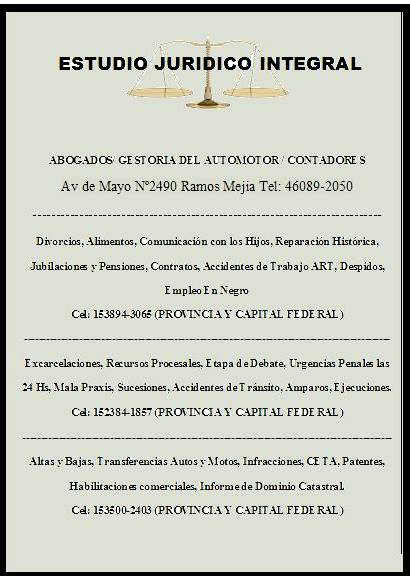 ESTUDIO JURIDICO INTEGRAL
ABOGADOS/ GESTORIA DEL AUTOMOTOR / CONTADORES
Av de Mayo Nº2490 Ramos Mejia Tel: 46089-2050
Divorcios, Alimentos, Comunicación con los Hijos, Reparación Histórica,
Jubilaciones y Pensiones, Contratos, Accidentes de Trabajo ART, Despidos,
Empleo En Negro
Cel: 153894-3065 (PROVINCIA Y CAPITAL FEDERAL)
Excarcelaciones, Recursos Procesales, Etapa de Debate, Urgencias Penales las
24 Hs, Mala Praxis, Sucesiones, Accidentes de Tránsito, Amparos, Ejecuciones.
Cel: 152384-1857 (PROVINCIA Y CAPITAL FEDERAL)
Altas y Bajas, Transferencias Autos y Motos, Infracciones, CETA, Patentes,
Habilitaciones comerciales, Informe de Dominio Catastral.
Cel: 153500-2403 (PROVINCIA Y CAPITAL FEDERAL)